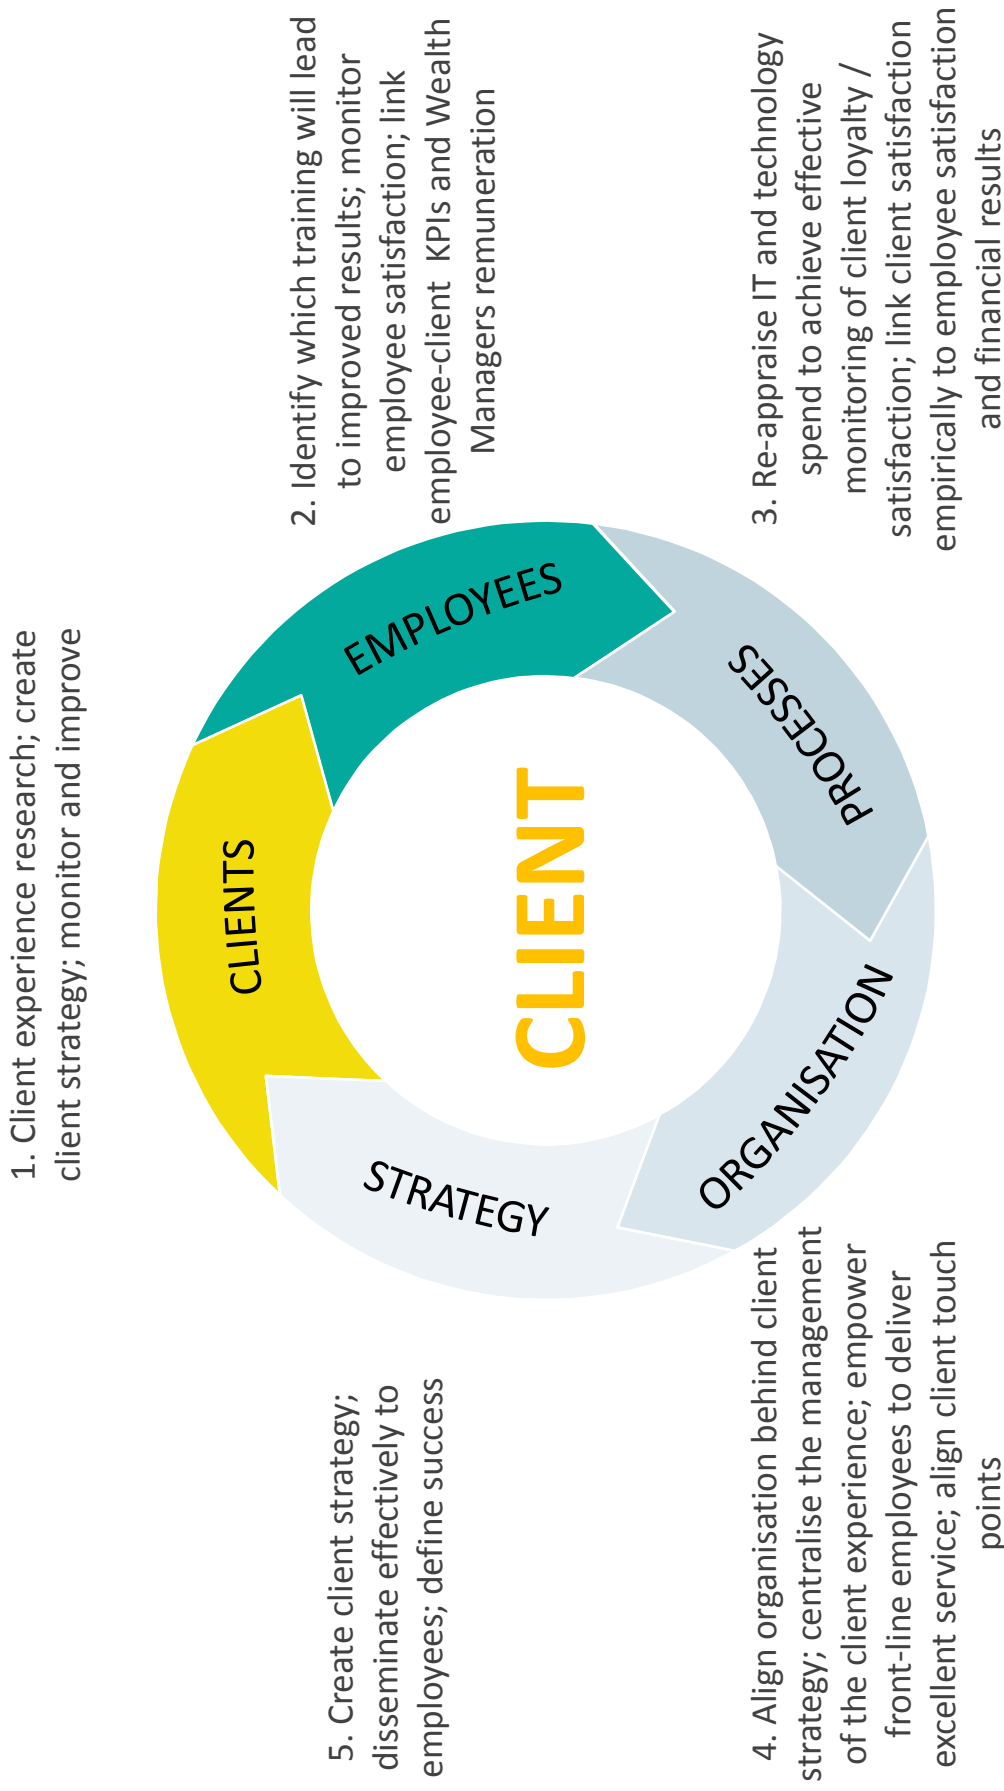 1. Client experience research; create
client strategy; monitor and improve
2. Identify which training will lead
to improved results; monitor
employee satisfaction; link
employee-client KPIs and Wealth
Managers remuneration
3. Re-appraise IT and technology
spend to achieve effective
monitoring of client loyalty /
satisfaction; link client satisfaction
empirically to employee satisfaction
and financial results
4. Align organisation behind client
strategy; centralise the management
of the client experience; empower
front-line employees to deliver
excellent service; align client touch
points
5. Create client strategy;
disseminate effectively to
employees; define success
CLIENTS
EMPLOYEES
PROCESSES
ORGANISATION
STRATEGY
CLIENT